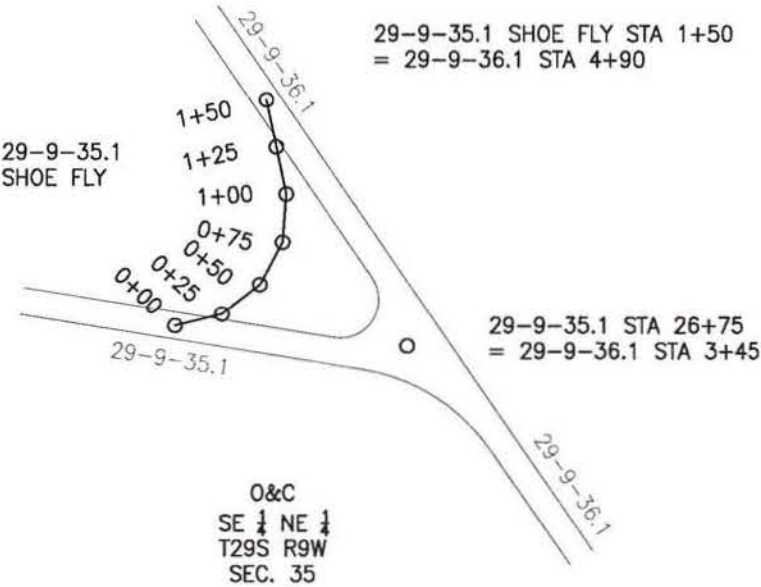 29-9-36.1
29-9-35.1 SHOE FLY STA 1+50
= 29-9-36.1 STA 4+90
29-9-35.1
SHOE FLY
1+50
1+25
1+00
0+75
0+50
0+25
0+00
29-9-35.1
29-9-35.1 STA 26+75
= 29-9-36.1 STA 3+45
29-9-36.1
O&C
SE ¼ NE ¼
T29S R9W
SEC. 35